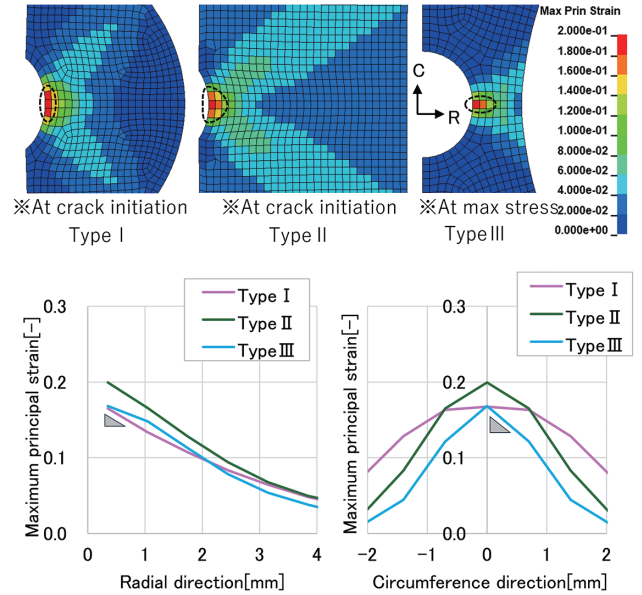 Max Prin Strain
2.000e-01
1.800e-01
1.600e-01
1.400e-01
1.200e-01
1.000e-01
8.000e-02
6.000e-02
4.000e-02
2.000e-02
0.000e+00
C
R
※At crack initiation
Type Ⅰ
※At crack initiation
Type Ⅱ
※At max stress
Type Ⅲ
Maximum principal strain[-]
0.3
0.2
0.1
0.0
Type Ⅰ
Type Ⅱ
Type Ⅲ
0
1
2
3
4
Radial direction[mm]
Maximum principal strain[-]
0.3
0.2
0.1
0.0
Type Ⅰ
Type Ⅱ
Type Ⅲ
-2
-1
0
1
2
Circumference direction[mm]